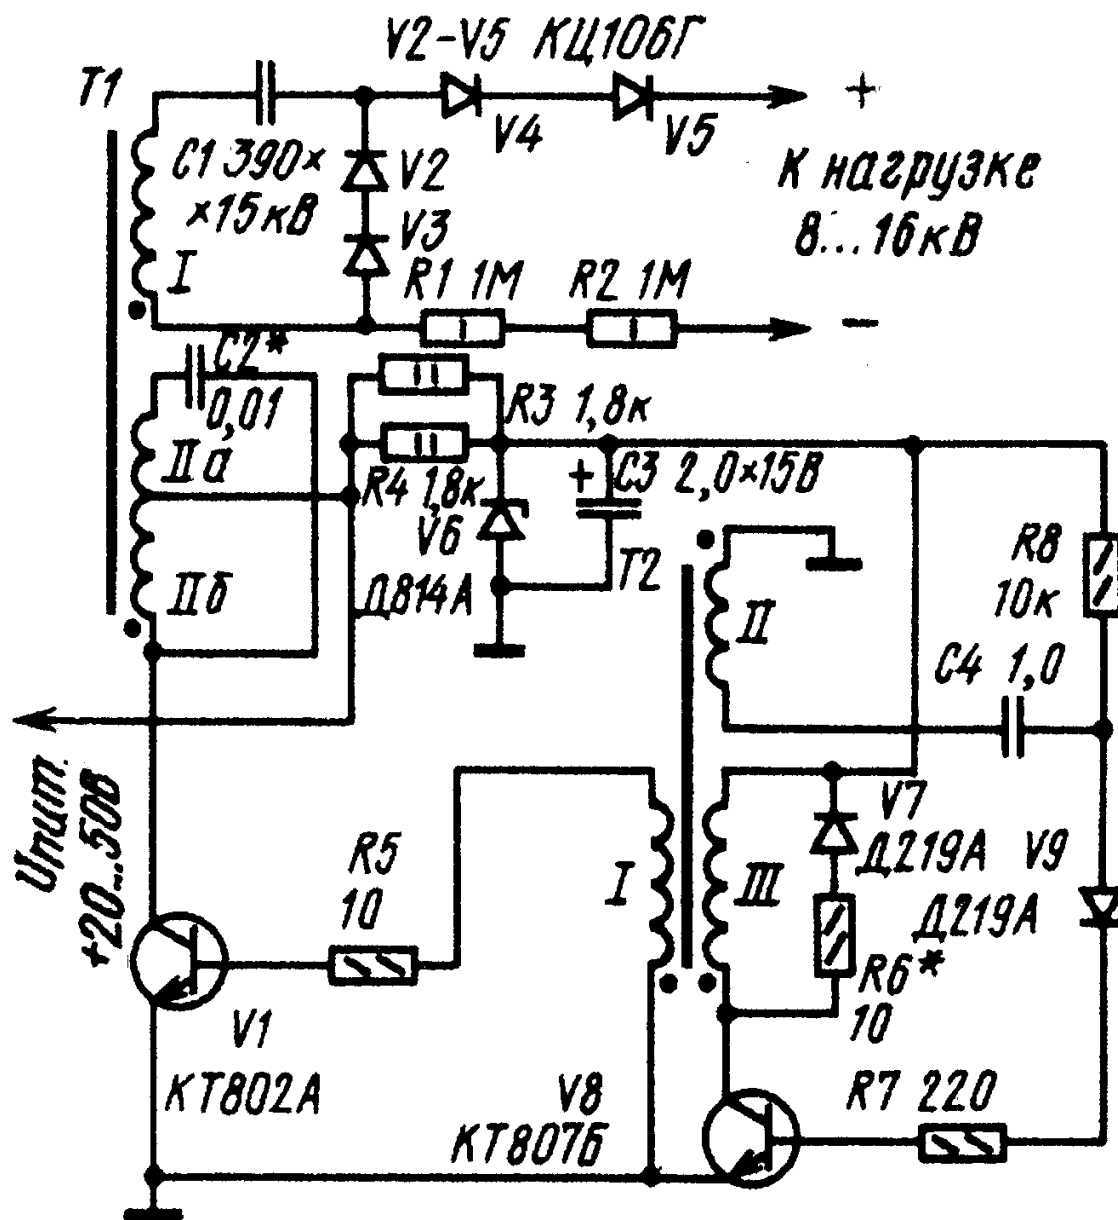 V2-V5 КЦ106Г
T1
V4
V5
+
C1 390×
×15кВ
V2
V3
К нагрузке
8...16кВ
I
R1 1М
R2 1М
−
C2*
0,01
R3 1,8к
IIа
R4 1,8к
+
C3 2,0×15В
V6
Д814А
T2
IIб
R8
10к
II
C4 1,0
Uпит.
+20...50В
R5
10
I
III
V7
Д219А
V9
Д219А
R6*
10
V1
КТ802А
V8
КТ807Б
R7 220